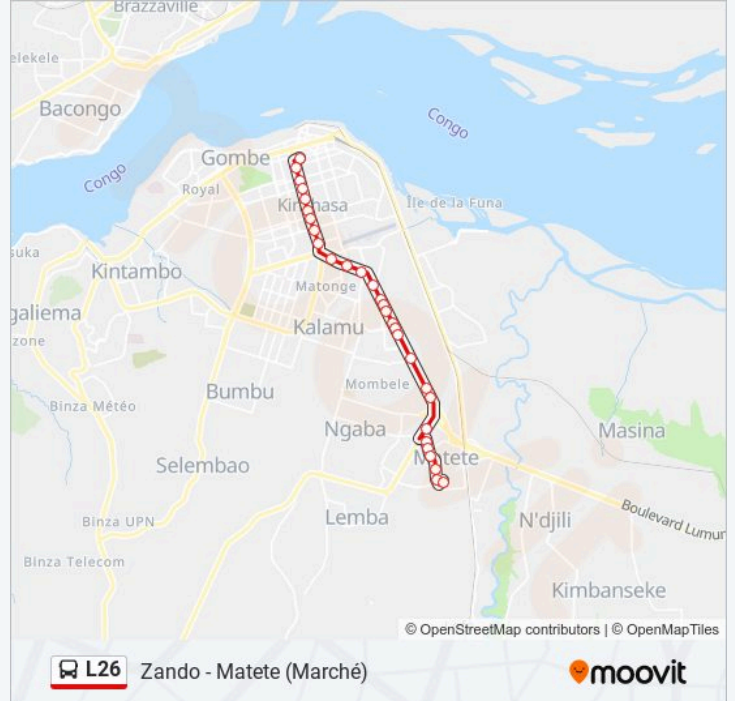 Brazzaville
elekele
Bacongo
Congo
Gombe
Congo
Royal
Kinshasa
Île de la Funa
suka
Kintambo
Matonge
galiema
Kalamu
zone
Mombele
Binza Météo
Bumbu
Ngaba
Masina
Matete
Selembao
Boulevard Lumur
Binza UPN
Lemba
N'djili
Binza Telecom
Kimbanseke
© OpenStreetMap contributors | © OpenMapTiles
L26 Zando - Matete (Marché) moovit